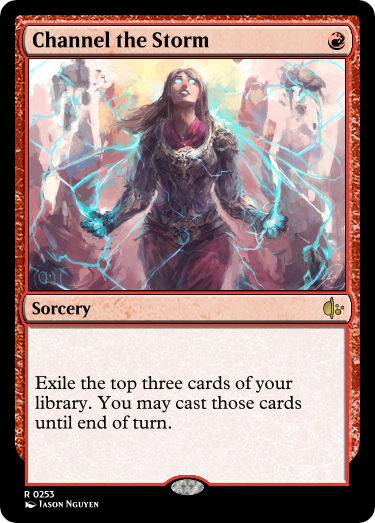 Channel the Storm
Sorcery
Exile the top three cards of your
library. You may cast those cards
until end of turn.
R 0253
Jason Nguyen